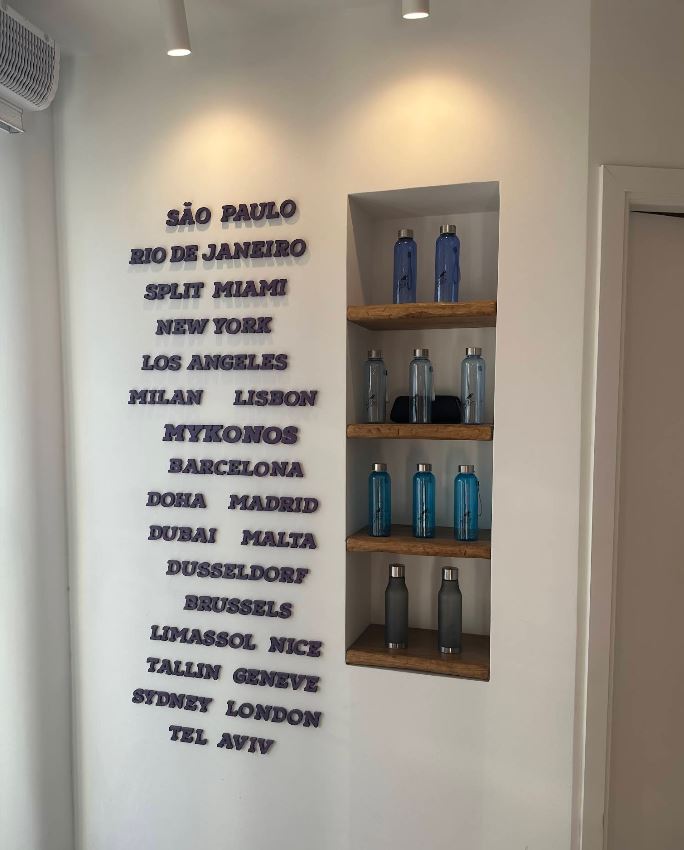 SÃO PAULO
RIO DE JANEIRO
SPLIT MIAMI
NEW YORK
LOS ANGELES
MILAN LISBON
MYKONOS
BARCELONA
DOHA MADRID
DUBAI MALTA
DUSSELDORF
BRUSSELS
LIMASSOL NICE
TALLIN GENEVE
SYDNEY LONDON
TEL AVIV